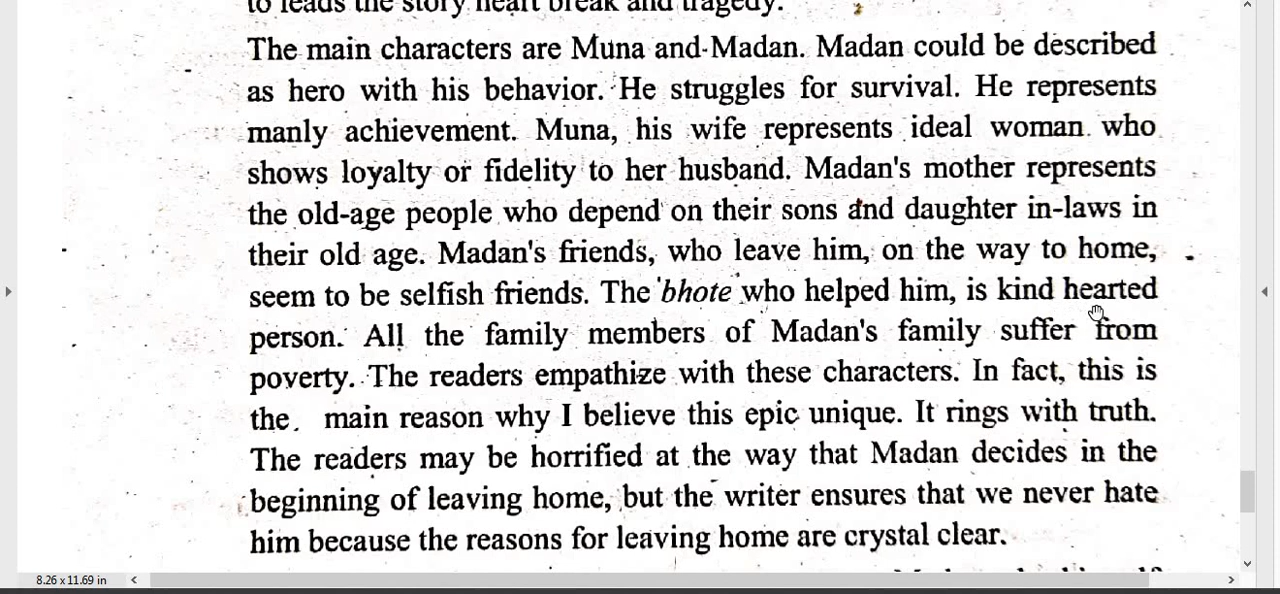 to leads the story heart break and tragedy.
The main characters are Muna and Madan. Madan could be described
as hero with his behavior. He struggles for survival. He represents
manly achievement. Muna, his wife represents ideal woman who
shows loyalty or fidelity to her husband. Madan's mother represents
the old-age people who depend on their sons and daughter in-laws in
their old age. Madan's friends, who leave him, on the way to home,
seem to be selfish friends. The 'bhote' who helped him, is kind hearted
person. All the family members of Madan's family suffer from
poverty. The readers empathize with these characters. In fact, this is
the main reason why I believe this epic unique. It rings with truth.
The readers may be horrified at the way that Madan decides in the
beginning of leaving home, but the writer ensures that we never hate
him because the reasons for leaving home are crystal clear.
8.26 x 11.69 in